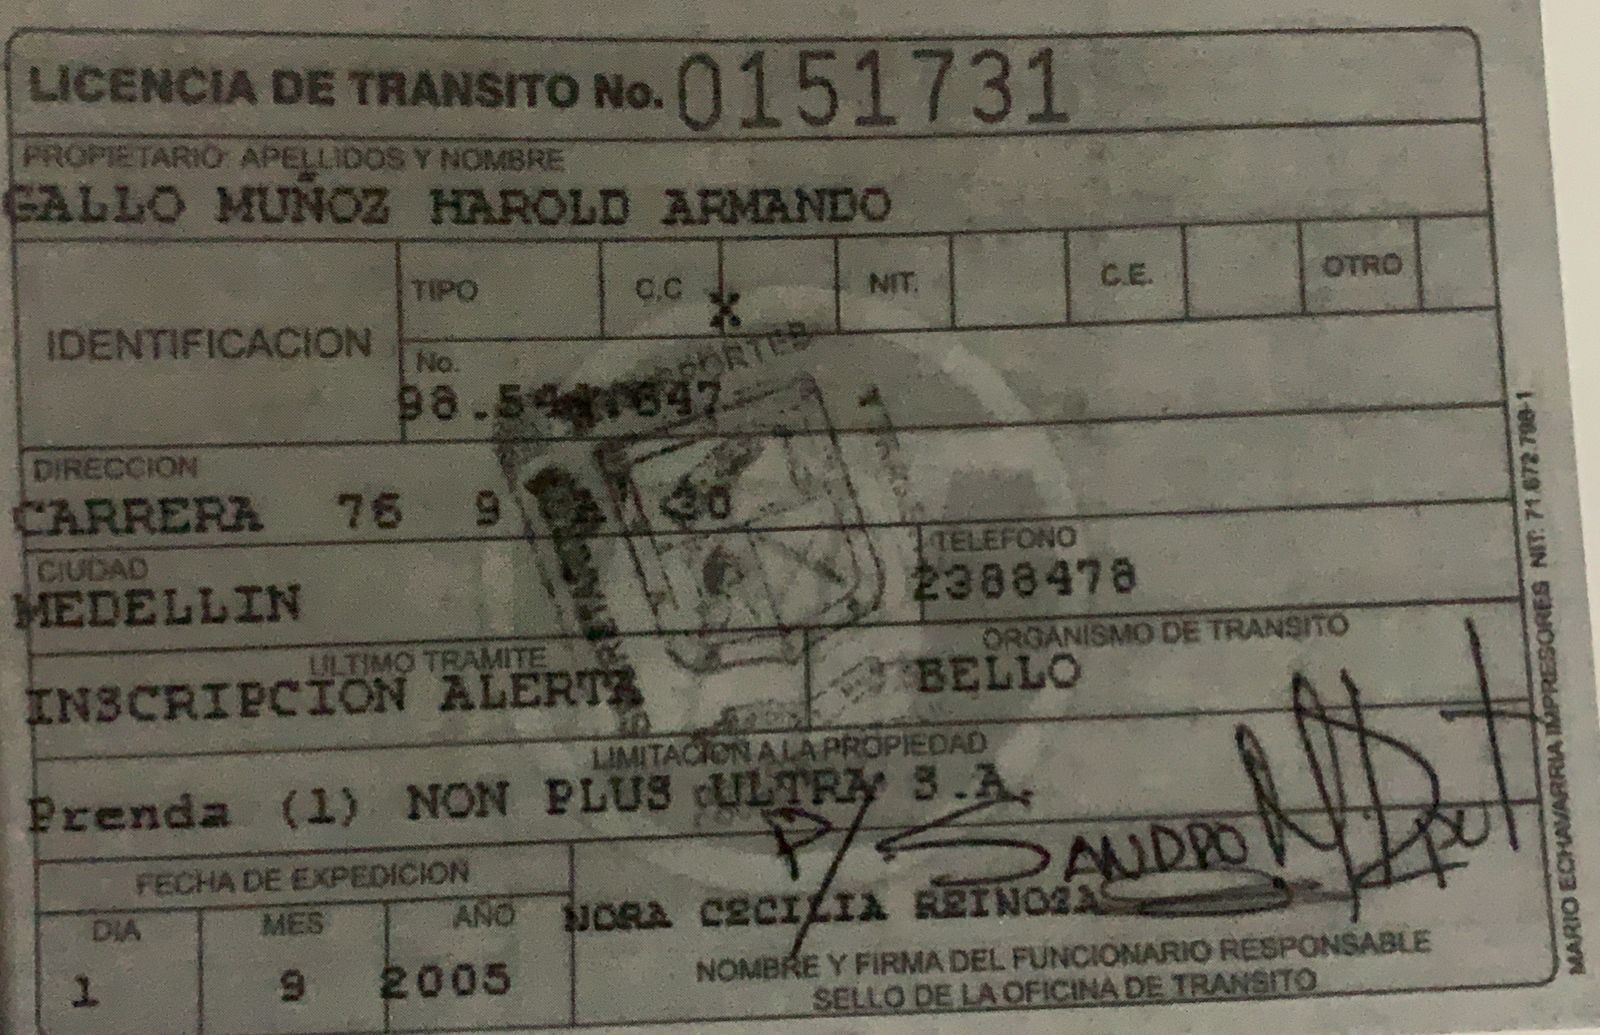 LICENCIA DE TRANSITO No. 0151731
PROPIETARIO: APELLIDOS Y NOMBRE
GALLO MUÑOZ HAROLD ARMANDO
IDENTIFICACION
TIPO C.C X NIT. C.E. OTRO
No.
DIRECCION
CARRERA 76 9
CIUDAD
MEDELLIN
TELEFONO
2388478
ULTIMO TRAMITE
INSCRIPCION ALERTA
ORGANISMO DE TRANSITO
BELLO
LIMITACION A LA PROPIEDAD
Prenda (1) NON PLUS ULTRA S.A.
FECHA DE EXPEDICION
DIA MES AÑO
1 9 2005
P/ SANDRO
NORA CECILIA REINOZA
NOMBRE Y FIRMA DEL FUNCIONARIO RESPONSABLE
SELLO DE LA OFICINA DE TRANSITO
MARIO ECHAVARRIA IMPRESORES NIT: 71.672.708-1